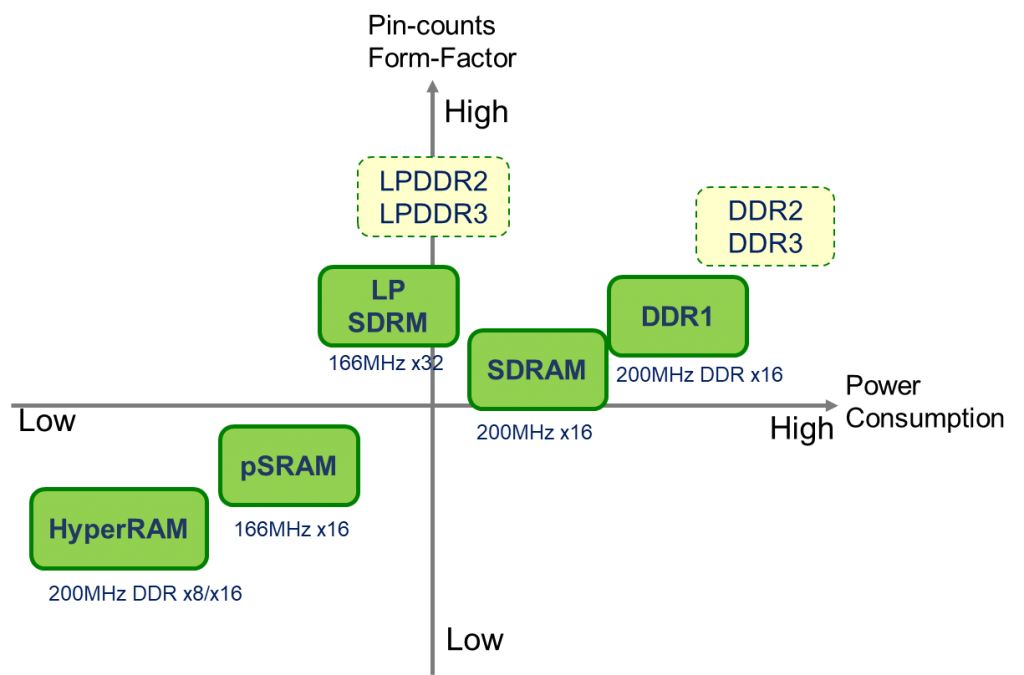 Pin-counts
Form-Factor
High
LPDDR2
LPDDR3
DDR2
DDR3
LP
SDRM
DDR1
166MHz x32
SDRAM
200MHz DDR x16
Power
Consumption
Low
High
200MHz x16
pSRAM
166MHz x16
HyperRAM
200MHz DDR x8/x16
Low